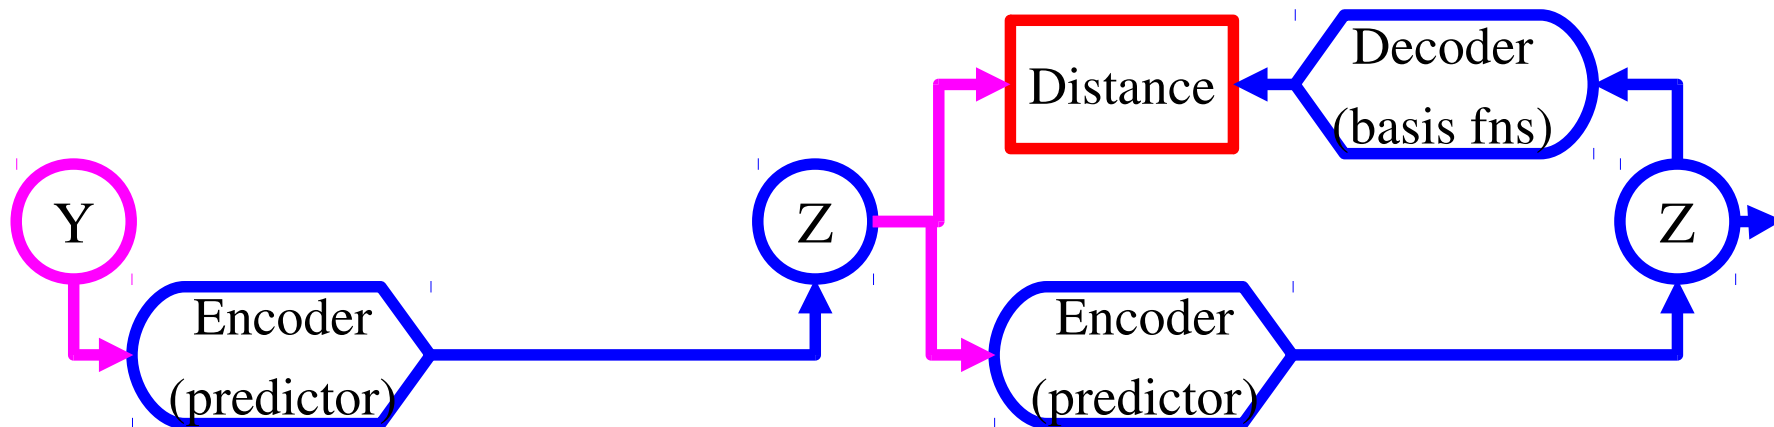 Decoder
Distance
(basis fns)
Y
Z
Z
Encoder
Encoder
(predictor)
(predictor)